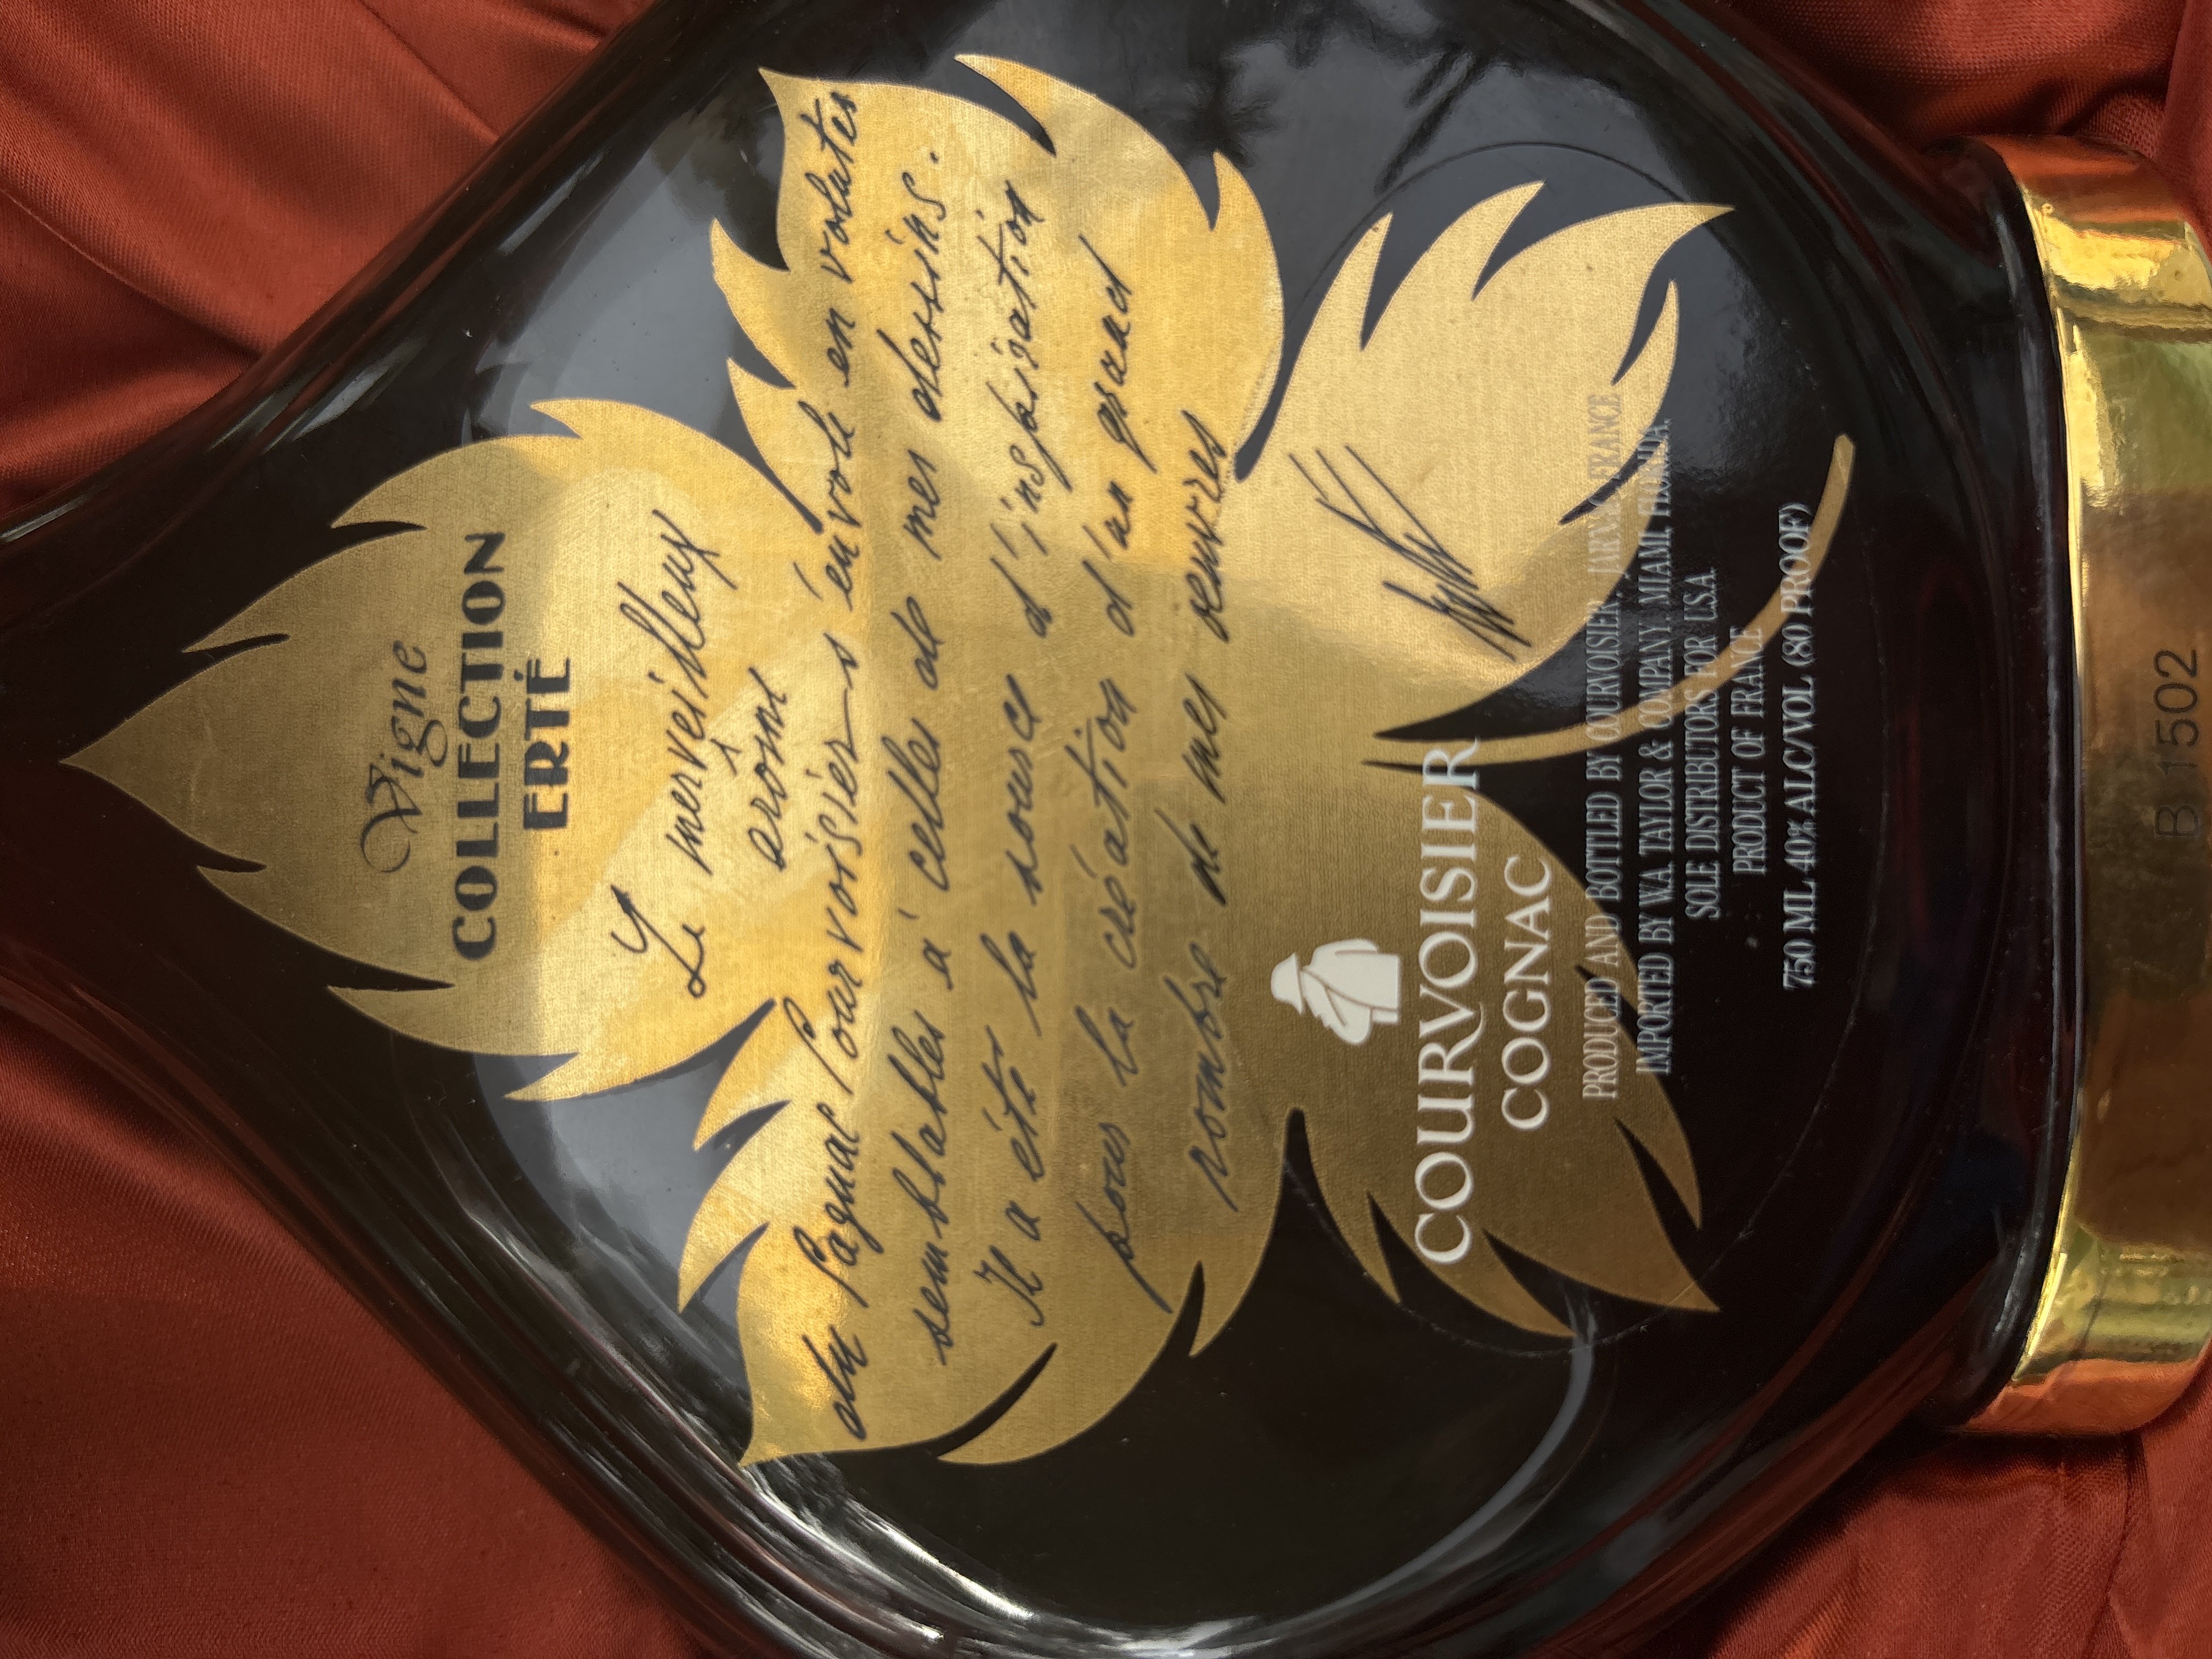 Vigne
COLLECTION
ERTÉ
Le merveilleux
arôme
du Cognac Courvoisier s'envole en volutes
semblables à celles de mes dessins.
Il a été la source d'inspiration
pour la création d'un grand
nombre de mes oeuvres
COURVOISIER
COGNAC
PRODUCED AND BOTTLED BY COURVOISIER, JARNAC FRANCE
IMPORTED BY W.A. TAYLOR & COMPANY, MIAMI, FLORIDA.
SOLE DISTRIBUTORS FOR U.S.A.
PRODUCT OF FRANCE
750 ML 40% ALC/VOL (80 PROOF)
B 1502